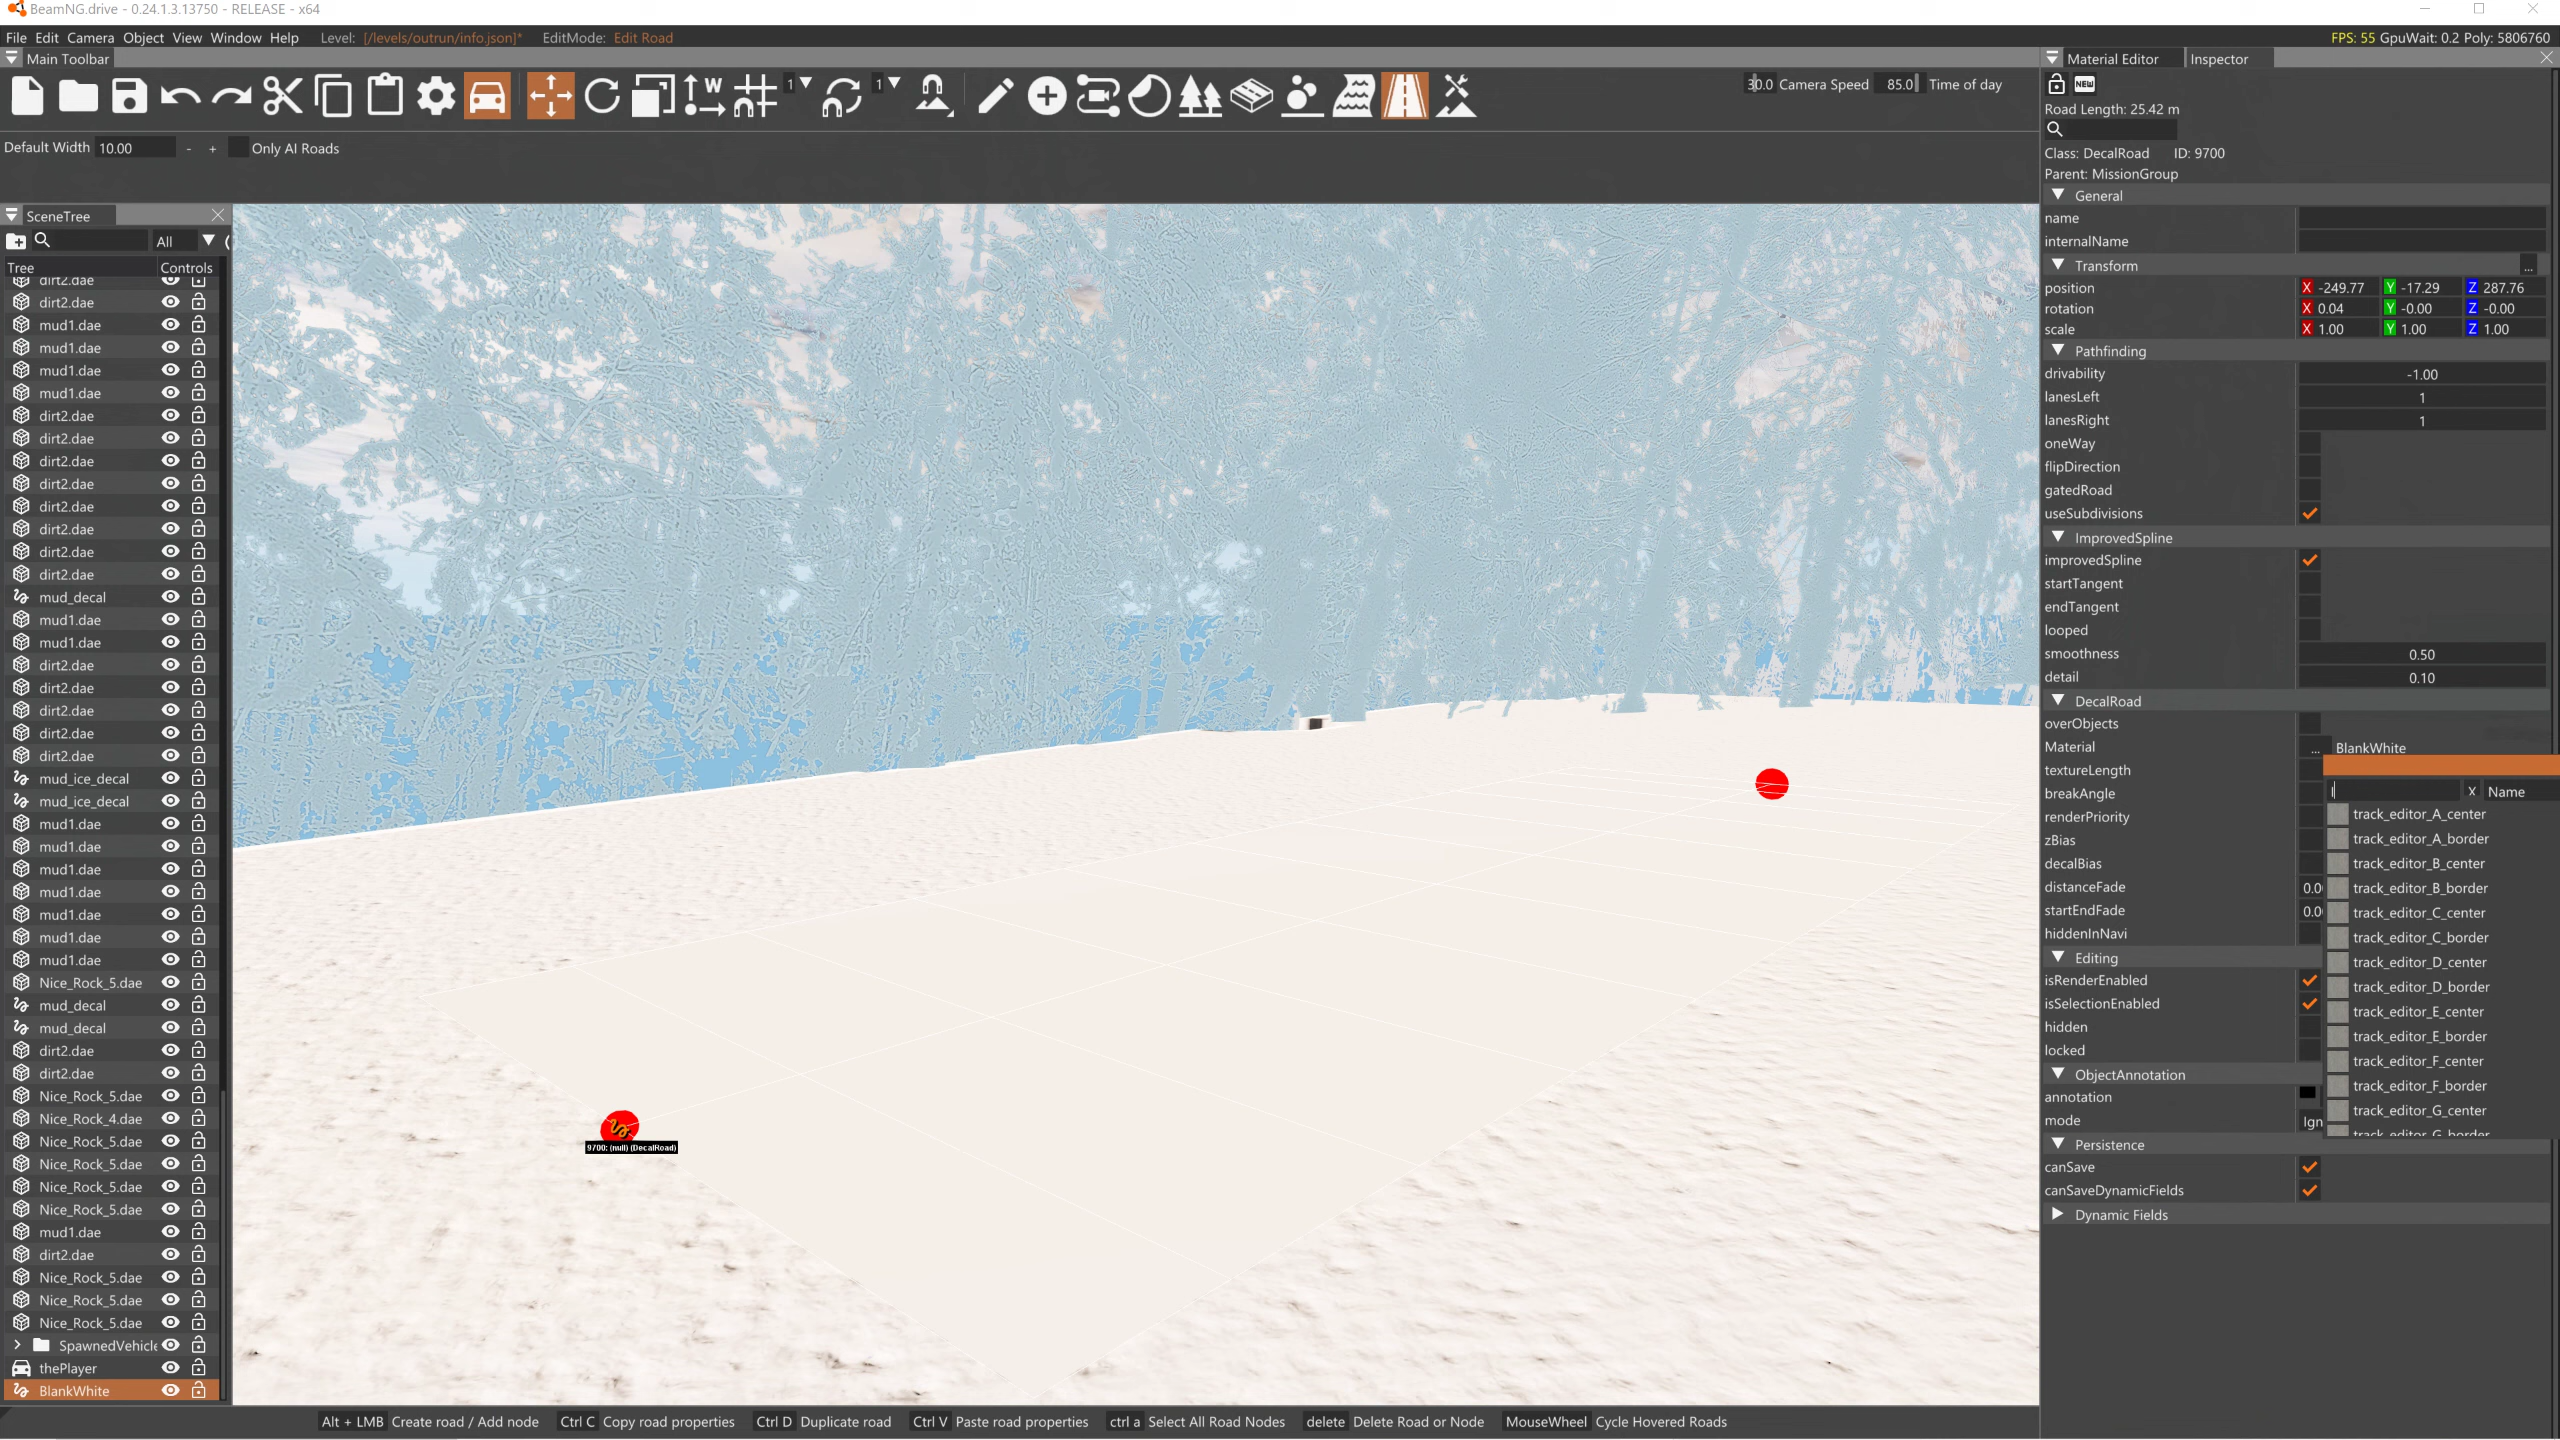 BeamNG.drive - 0.24.1.3.13750 - RELEASE - x64
File Edit Camera Object View Window Help Level: [/levels/outrun/info.json]* EditMode: Edit Road
FPS: 55 GpuWait: 0.2 Poly: 5806760
Main Toolbar
W 1 1
30.0 Camera Speed 85.0 Time of day
Default Width 10.00 - + Only AI Roads
SceneTree
All
Tree Controls
dirt2.dae
dirt2.dae
mud1.dae
mud1.dae
mud1.dae
mud1.dae
dirt2.dae
dirt2.dae
dirt2.dae
dirt2.dae
dirt2.dae
dirt2.dae
dirt2.dae
dirt2.dae
mud_decal
mud1.dae
mud1.dae
dirt2.dae
dirt2.dae
dirt2.dae
dirt2.dae
dirt2.dae
mud_ice_decal
mud_ice_decal
mud1.dae
mud1.dae
mud1.dae
mud1.dae
mud1.dae
mud1.dae
mud1.dae
Nice_Rock_5.dae
mud_decal
mud_decal
dirt2.dae
dirt2.dae
Nice_Rock_5.dae
Nice_Rock_4.dae
Nice_Rock_5.dae
Nice_Rock_5.dae
Nice_Rock_5.dae
Nice_Rock_5.dae
mud1.dae
dirt2.dae
Nice_Rock_5.dae
Nice_Rock_5.dae
Nice_Rock_5.dae
SpawnedVehicle
thePlayer
BlankWhite
9700: (null) (DecalRoad)
Material Editor Inspector
NEW
Road Length: 25.42 m
Class: DecalRoad ID: 9700
Parent: MissionGroup
General
name
internalName
Transform ...
position X -249.77 Y -17.29 Z 287.76
rotation X 0.04 Y -0.00 Z -0.00
scale X 1.00 Y 1.00 Z 1.00
Pathfinding
drivability -1.00
lanesLeft 1
lanesRight 1
oneWay
flipDirection
gatedRoad
useSubdivisions
ImprovedSpline
improvedSpline
startTangent
endTangent
looped
smoothness 0.50
detail 0.10
DecalRoad
overObjects
Material ... BlankWhite
textureLength
breakAngle
renderPriority
zBias
decalBias
distanceFade 0.0
startEndFade 0.0
hiddenInNavi
Editing
isRenderEnabled
isSelectionEnabled
hidden
locked
ObjectAnnotation
annotation
mode Ign
Persistence
canSave
canSaveDynamicFields
Dynamic Fields
X Name
track_editor_A_center
track_editor_A_border
track_editor_B_center
track_editor_B_border
track_editor_C_center
track_editor_C_border
track_editor_D_center
track_editor_D_border
track_editor_E_center
track_editor_E_border
track_editor_F_center
track_editor_F_border
track_editor_G_center
track_editor_G_border
Alt + LMB Create road / Add node Ctrl C Copy road properties Ctrl D Duplicate road Ctrl V Paste road properties ctrl a Select All Road Nodes delete Delete Road or Node MouseWheel Cycle Hovered Roads